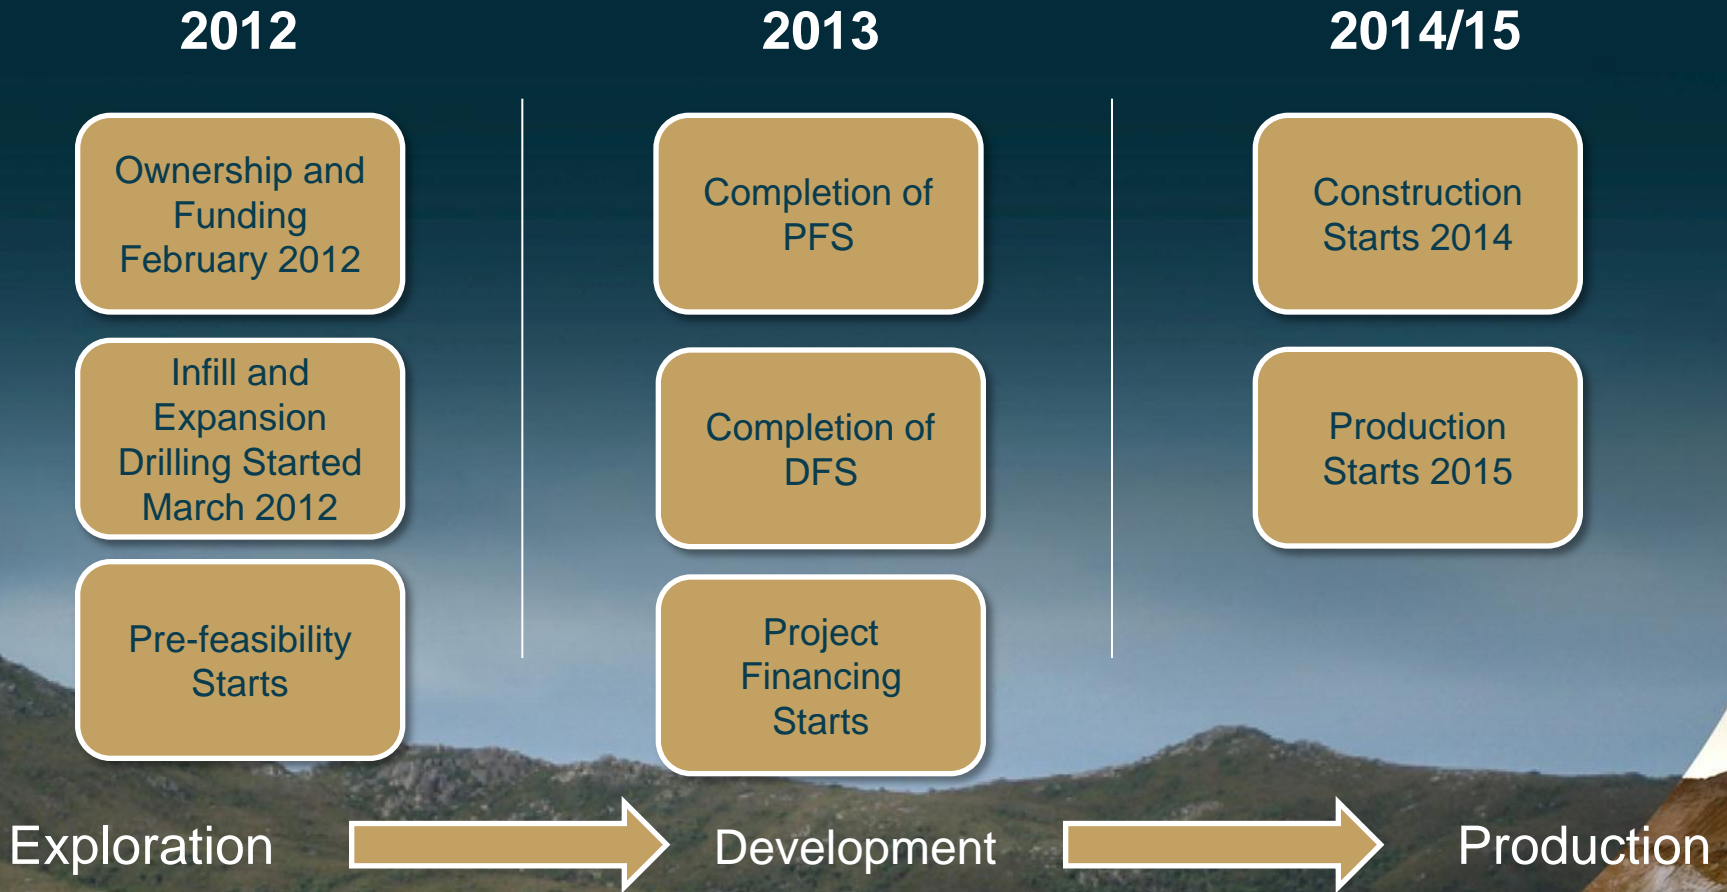 2012
2013
2014/15
Ownership and
Funding
February 2012
Infill and
Expansion
Drilling Started
March 2012
Pre-feasibility
Starts
Completion of
PFS
Completion of
DFS
Project
Financing
Starts
Construction
Starts 2014
Production
Starts 2015
Exploration
Development
Production